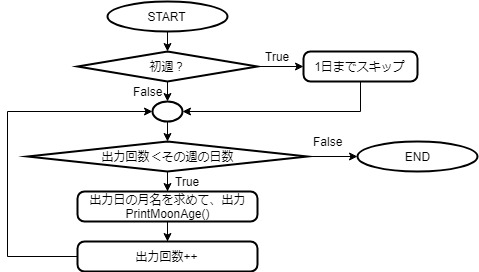 START
初週？
True
1日までスキップ
False
出力回数＜その週の日数
False
END
True
出力日の月名を求めて、出力
PrintMoonAge()
出力回数++